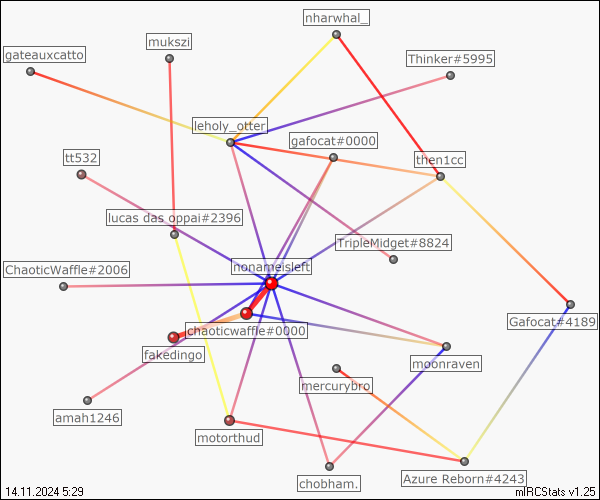 nharwhal_
mukszi
gateauxcatto
Thinker#5995
leholy_otter
gafocat#0000
then1cc
tt532
lucas das oppai#2396
TripleMidget#8824
nonameisleft
ChaoticWaffle#2006
chaoticwaffle#0000
Gafocat#4189
fakedingo
moonraven
mercurybro
amah1246
motorthud
chobham.
Azure Reborn#4243
14.11.2024 5:29
mIRCStats v1.25